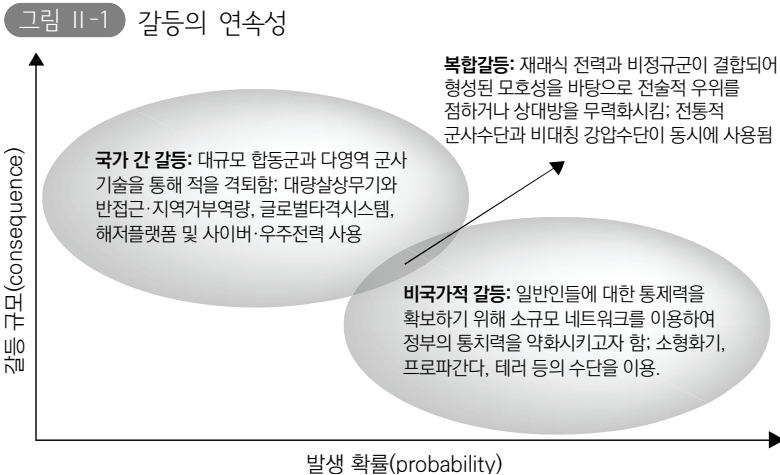 그림 II-1 갈등의 연속성
복합갈등: 재래식 전력과 비정규군이 결합되어
형성된 모호성을 바탕으로 전술적 우위를
점하거나 상대방을 무력화시킴; 전통적
군사수단과 비대칭 강압수단이 동시에 사용됨
국가 간 갈등: 대규모 합동군과 다영역 군사
기술을 통해 적을 격퇴함; 대량살상무기와
반접근·지역거부역량, 글로벌타격시스템,
해저플랫폼 및 사이버·우주전력 사용
비국가적 갈등: 일반인들에 대한 통제력을
확보하기 위해 소규모 네트워크를 이용하여
정부의 통치력을 약화시키고자 함; 소형화기,
프로파간다, 테러 등의 수단을 이용.
갈등 규모(consequence)
발생 확률(probability)